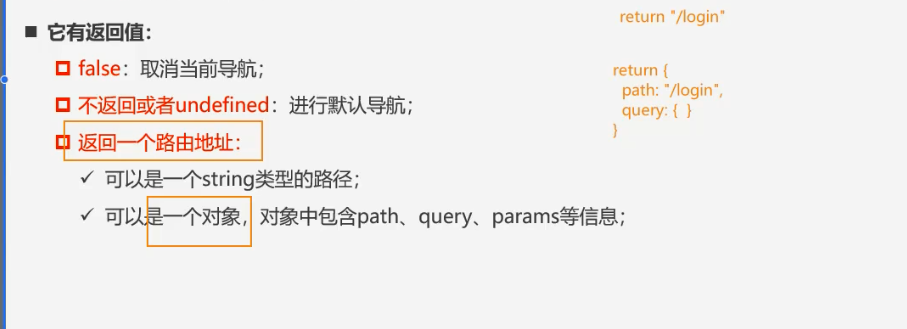 它有返回值：
false：取消当前导航；
不返回或者undefined：进行默认导航；
返回一个路由地址：
可以是一个string类型的路径；
可以是一个对象，对象中包含path、query、params等信息；
return "/login"
return {
path: "/login",
query: { }
}